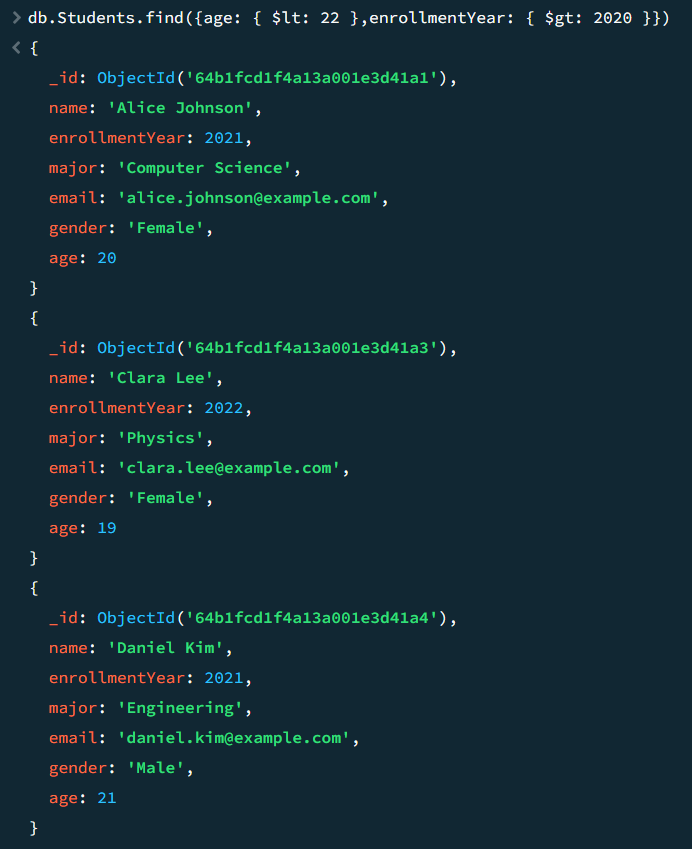 db.Students.find({age: { $lt: 22 },enrollmentYear: { $gt: 2020 }})
{
_id: ObjectId('64b1fcd1f4a13a001e3d41a1'),
name: 'Alice Johnson',
enrollmentYear: 2021,
major: 'Computer Science',
email: 'alice.johnson@example.com',
gender: 'Female',
age: 20
}
{
_id: ObjectId('64b1fcd1f4a13a001e3d41a3'),
name: 'Clara Lee',
enrollmentYear: 2022,
major: 'Physics',
email: 'clara.lee@example.com',
gender: 'Female',
age: 19
}
{
_id: ObjectId('64b1fcd1f4a13a001e3d41a4'),
name: 'Daniel Kim',
enrollmentYear: 2021,
major: 'Engineering',
email: 'daniel.kim@example.com',
gender: 'Male',
age: 21
}